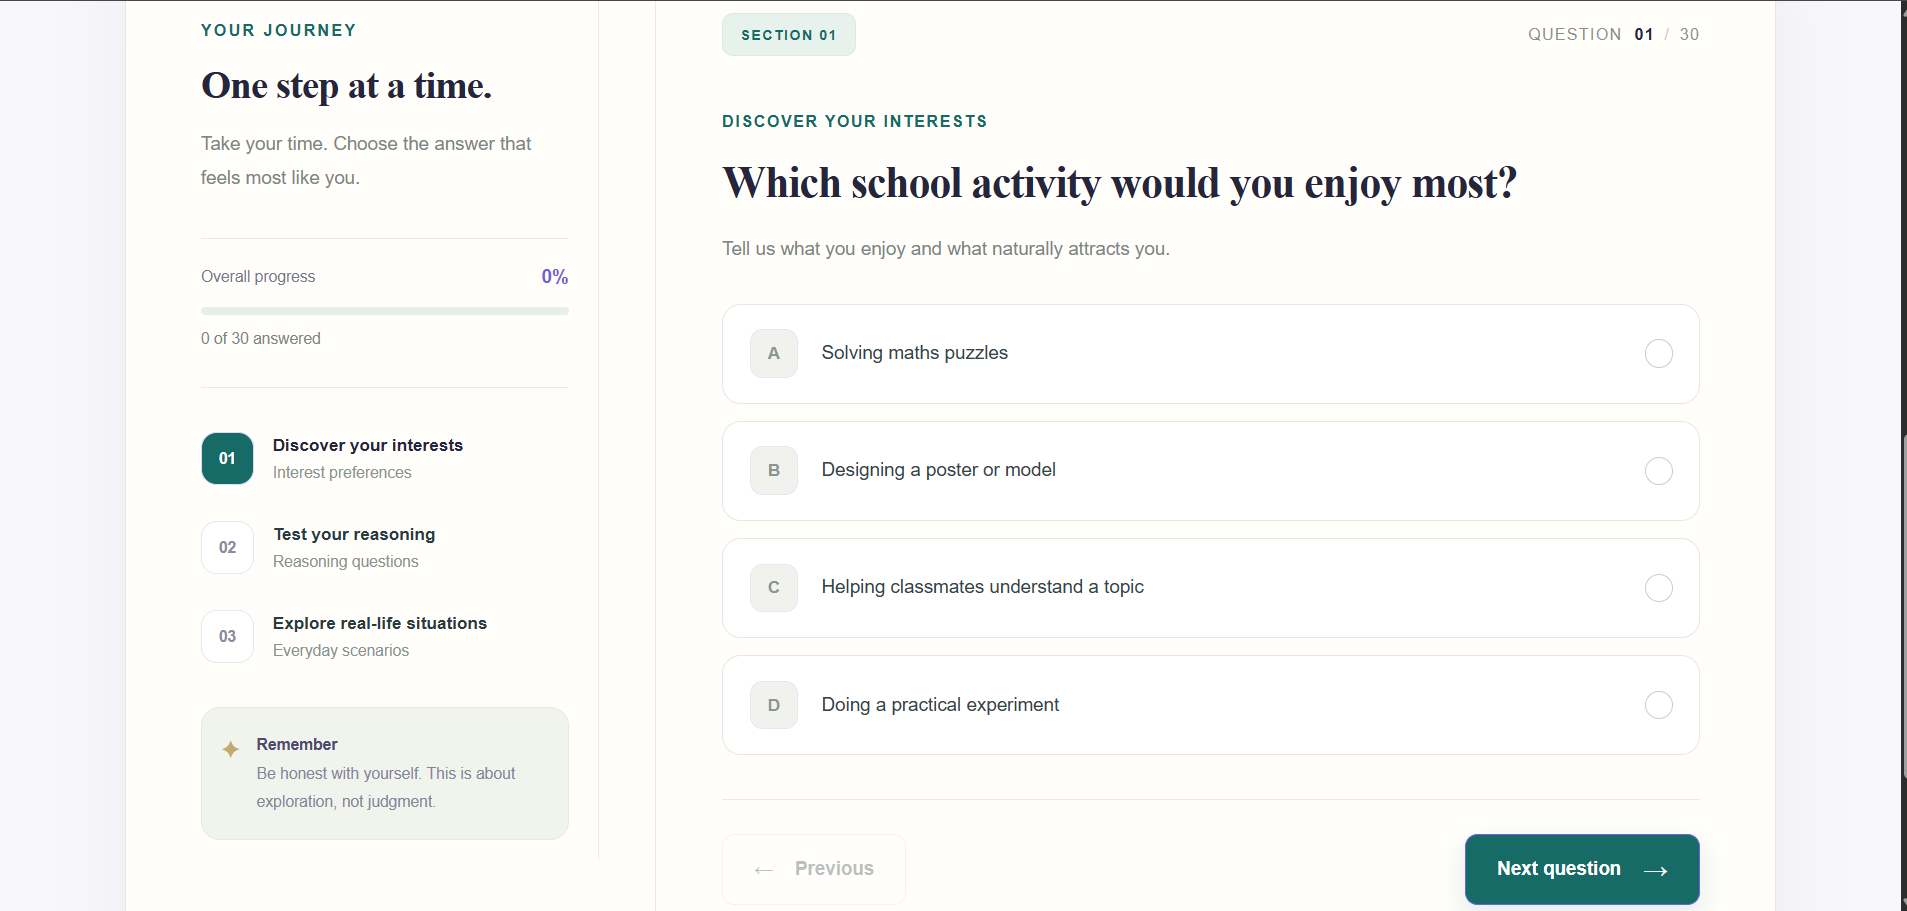 YOUR JOURNEY
One step at a time.
Take your time. Choose the answer that
feels most like you.
Overall progress 0%
0 of 30 answered
01 Discover your interests
Interest preferences
02 Test your reasoning
Reasoning questions
03 Explore real-life situations
Everyday scenarios
Remember
Be honest with yourself. This is about
exploration, not judgment.
SECTION 01
QUESTION 01 / 30
DISCOVER YOUR INTERESTS
Which school activity would you enjoy most?
Tell us what you enjoy and what naturally attracts you.
A Solving maths puzzles
B Designing a poster or model
C Helping classmates understand a topic
D Doing a practical experiment
← Previous
Next question →